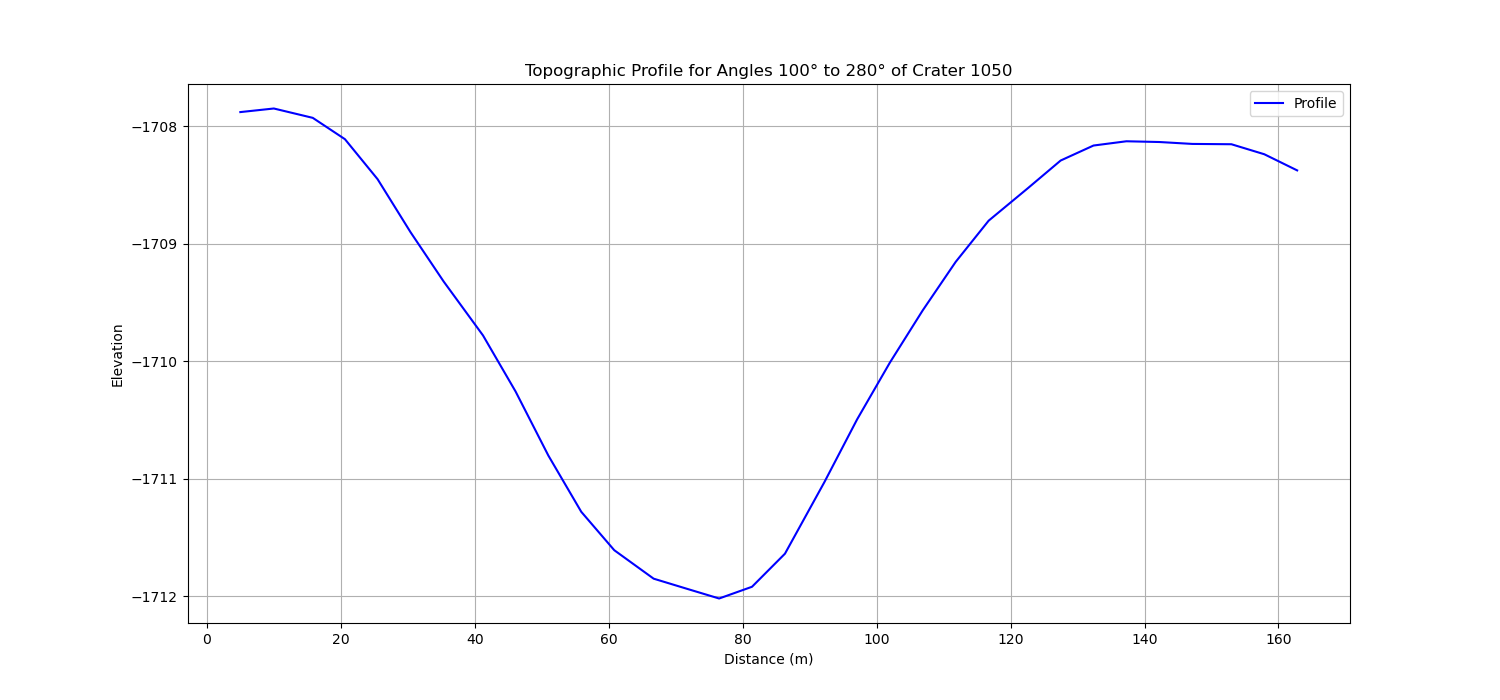 Topographic Profile for Angles 100° to 280° of Crater 1050
Profile
−1708
−1709
−1710
−1711
−1712
Elevation
0 20 40 60 80 100 120 140 160
Distance (m)